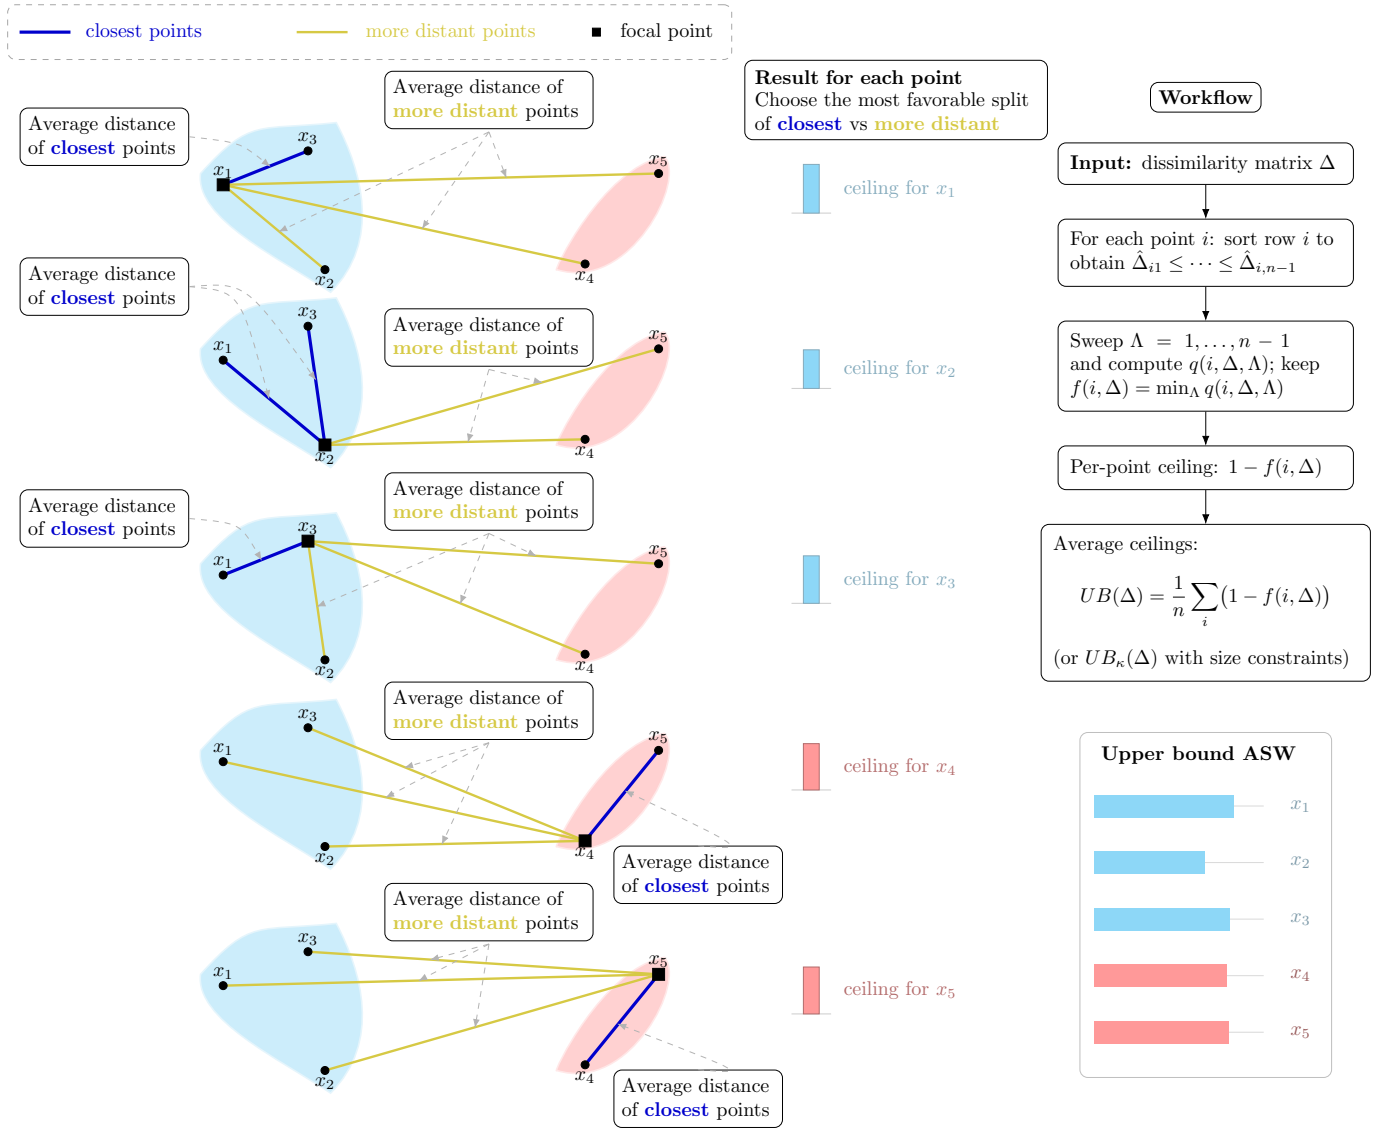 closest points
more distant points
focal point
Average distance of
more distant points
Average distance
of closest points
x₁
x₃
x₂
x₅
x₄
Result for each point
Choose the most favorable split
of closest vs more distant
ceiling for x₁
Average distance
of closest points
Average distance of
more distant points
x₃
x₁
x₂
x₅
x₄
ceiling for x₂
Average distance
of closest points
Average distance of
more distant points
x₃
x₁
x₂
x₅
x₄
ceiling for x₃
Average distance of
more distant points
x₃
x₁
x₂
x₅
x₄
Average distance
of closest points
ceiling for x₄
Average distance of
more distant points
x₃
x₁
x₂
x₅
x₄
Average distance
of closest points
ceiling for x₅
Workflow
Input: dissimilarity matrix Δ
For each point i: sort row i to
obtain Δ̂_{i1} ≤ ⋯ ≤ Δ̂_{i,n−1}
Sweep Λ = 1, . . . , n − 1
and compute q(i, Δ, Λ); keep
f(i, Δ) = min_Λ q(i, Δ, Λ)
Per-point ceiling: 1 − f(i, Δ)
Average ceilings:
UB(Δ) = 1/n ∑_i (1 − f(i, Δ))
(or UB_κ(Δ) with size constraints)
Upper bound ASW
x₁
x₂
x₃
x₄
x₅